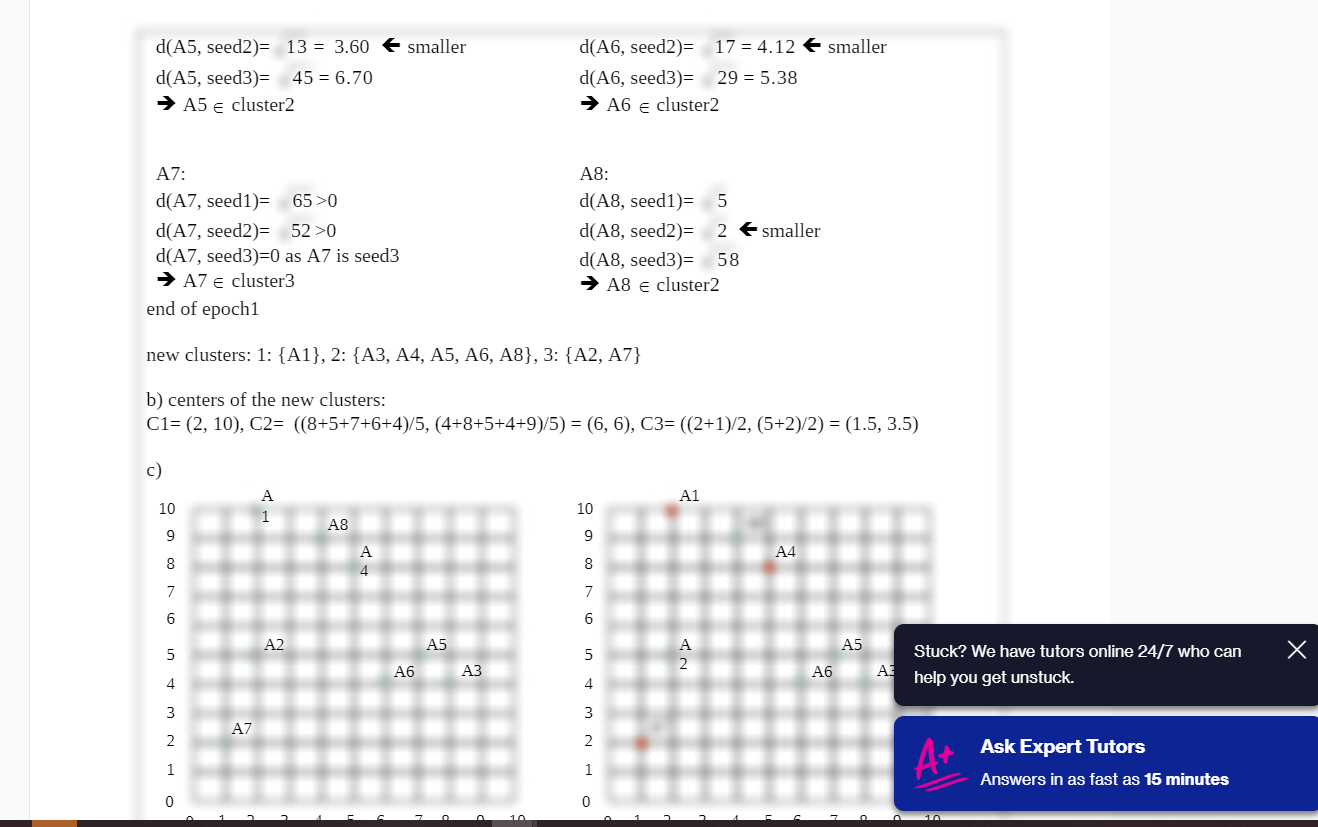 d(A5, seed2)= 13 = 3.60 🡨 smaller
d(A5, seed3)= 45 = 6.70
🡪 A5 ∈ cluster2
d(A6, seed2)= 17 = 4.12 🡨 smaller
d(A6, seed3)= 29 = 5.38
🡪 A6 ∈ cluster2
A7:
d(A7, seed1)= 65 >0
d(A7, seed2)= 52 >0
d(A7, seed3)=0 as A7 is seed3
🡪 A7 ∈ cluster3
A8:
d(A8, seed1)= 5
d(A8, seed2)= 2 🡨 smaller
d(A8, seed3)= 58
🡪 A8 ∈ cluster2
end of epoch1
new clusters: 1: {A1}, 2: {A3, A4, A5, A6, A8}, 3: {A2, A7}
b) centers of the new clusters:
C1= (2, 10), C2= ((8+5+7+6+4)/5, (4+8+5+4+9)/5) = (6, 6), C3= ((2+1)/2, (5+2)/2) = (1.5, 3.5)
c)
A
10
1
9
A8
8
A
4
7
6
5
A2
A5
4
A6
A3
3
2
A7
1
0
A1
10
9
8
A4
7
6
5
A
2
A5
4
A6
A3
3
2
1
0
Stuck? We have tutors online 24/7 who can
help you get unstuck.
A+
Ask Expert Tutors
Answers in as fast as 15 minutes